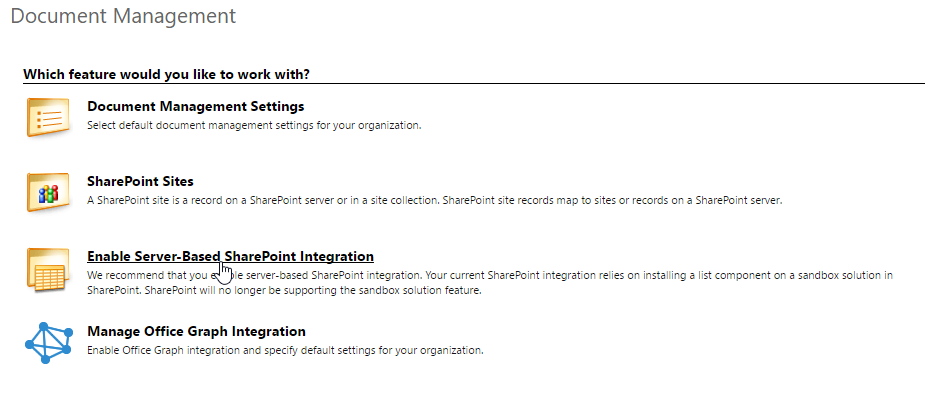 Document Management
Which feature would you like to work with?
Document Management Settings
Select default document management settings for your organization.
SharePoint Sites
A SharePoint site is a record on a SharePoint server or in a site collection. SharePoint site records map to sites or records on a SharePoint server.
Enable Server-Based SharePoint Integration
We recommend that you enable server-based SharePoint integration. Your current SharePoint integration relies on installing a list component on a sandbox solution in
SharePoint. SharePoint will no longer be supporting the sandbox solution feature.
Manage Office Graph Integration
Enable Office Graph integration and specify default settings for your organization.